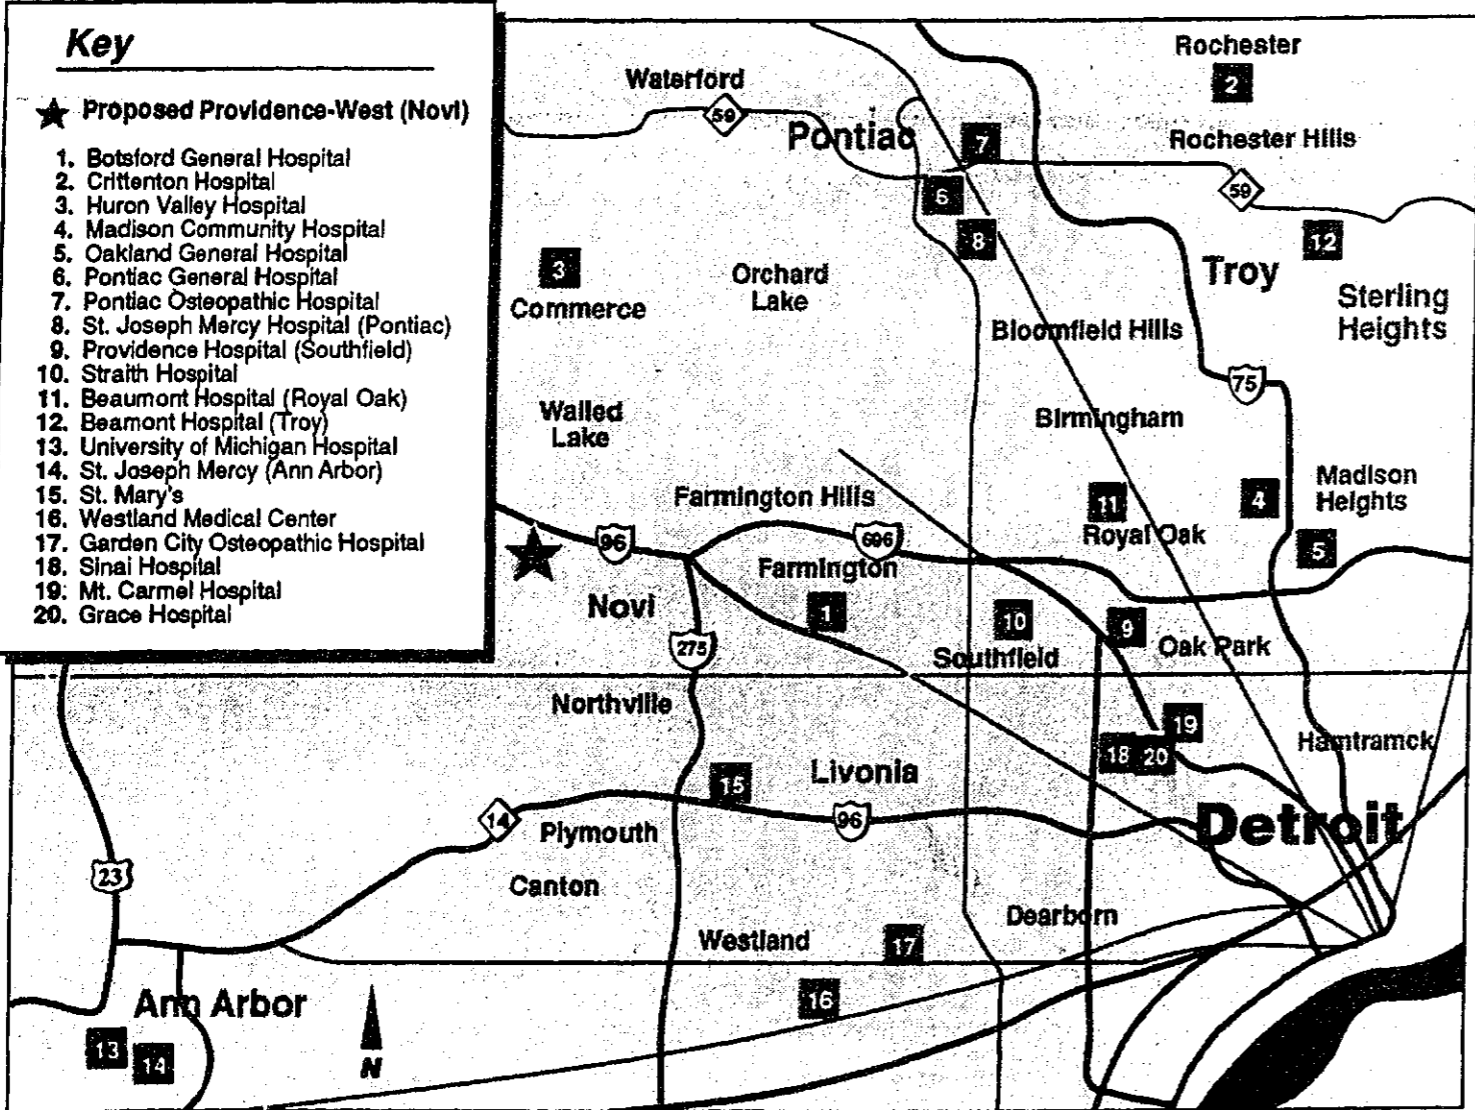 Key
Proposed Providence-West (Novi)
1. Botsford General Hospital
2. Crittenton Hospital
3. Huron Valley Hospital
4. Madison Community Hospital
5. Oakland General Hospital
6. Pontiac General Hospital
7. Pontiac Osteopathic Hospital
8. St. Joseph Mercy Hospital (Pontiac)
9. Providence Hospital (Southfield)
10. Straith Hospital
11. Beaumont Hospital (Royal Oak)
12. Beamont Hospital (Troy)
13. University of Michigan Hospital
14. St. Joseph Mercy (Ann Arbor)
15. St. Mary's
16. Westland Medical Center
17. Garden City Osteopathic Hospital
18. Sinai Hospital
19. Mt. Carmel Hospital
20. Grace Hospital
Rochester
2
Waterford
59
Pontiac
7
Rochester Hills
59
6
8
12
3
Commerce
Orchard
Lake
Troy
Sterling
Heights
Bloomfield Hills
75
Walled
Lake
Birmingham
Farmington Hills
11
4
Madison
Heights
96
696
Royal Oak
5
Farmington
Novi
1
10
9
275
Southfield
Oak Park
Northville
19
18
20
Hamtramck
15
Livonia
14
Plymouth
96
Detroit
23
Canton
Dearborn
Westland
17
16
Ann Arbor
13
14
N